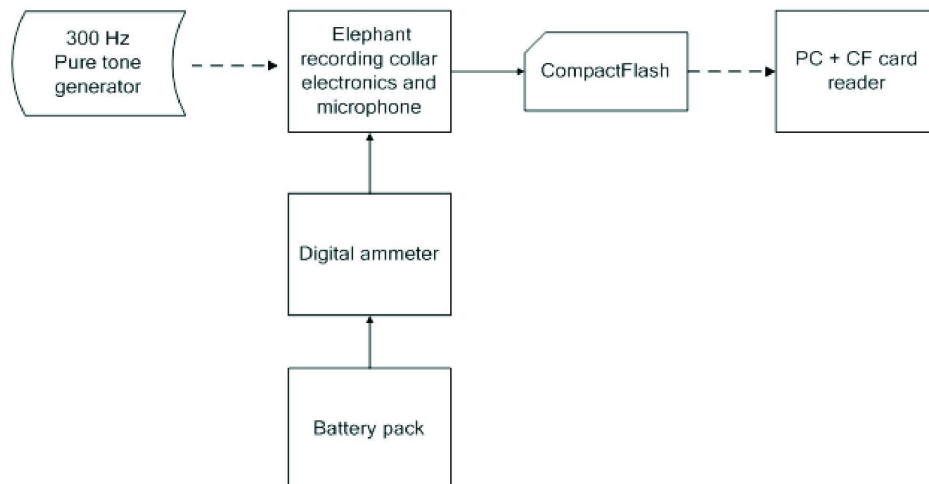 300 Hz
Pure tone
generator
Elephant
recording collar
electronics and
microphone
CompactFlash
PC + CF card
reader
Digital ammeter
Battery pack